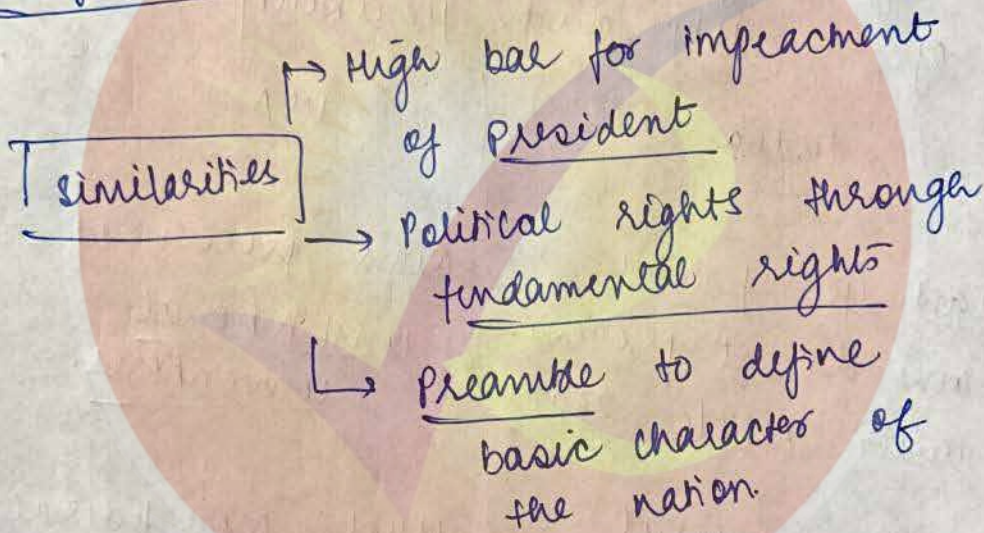 High bar for impeacment
of President
similarities
Political rights through
fundamental rights
Preamble to define
basic character of
the nation.